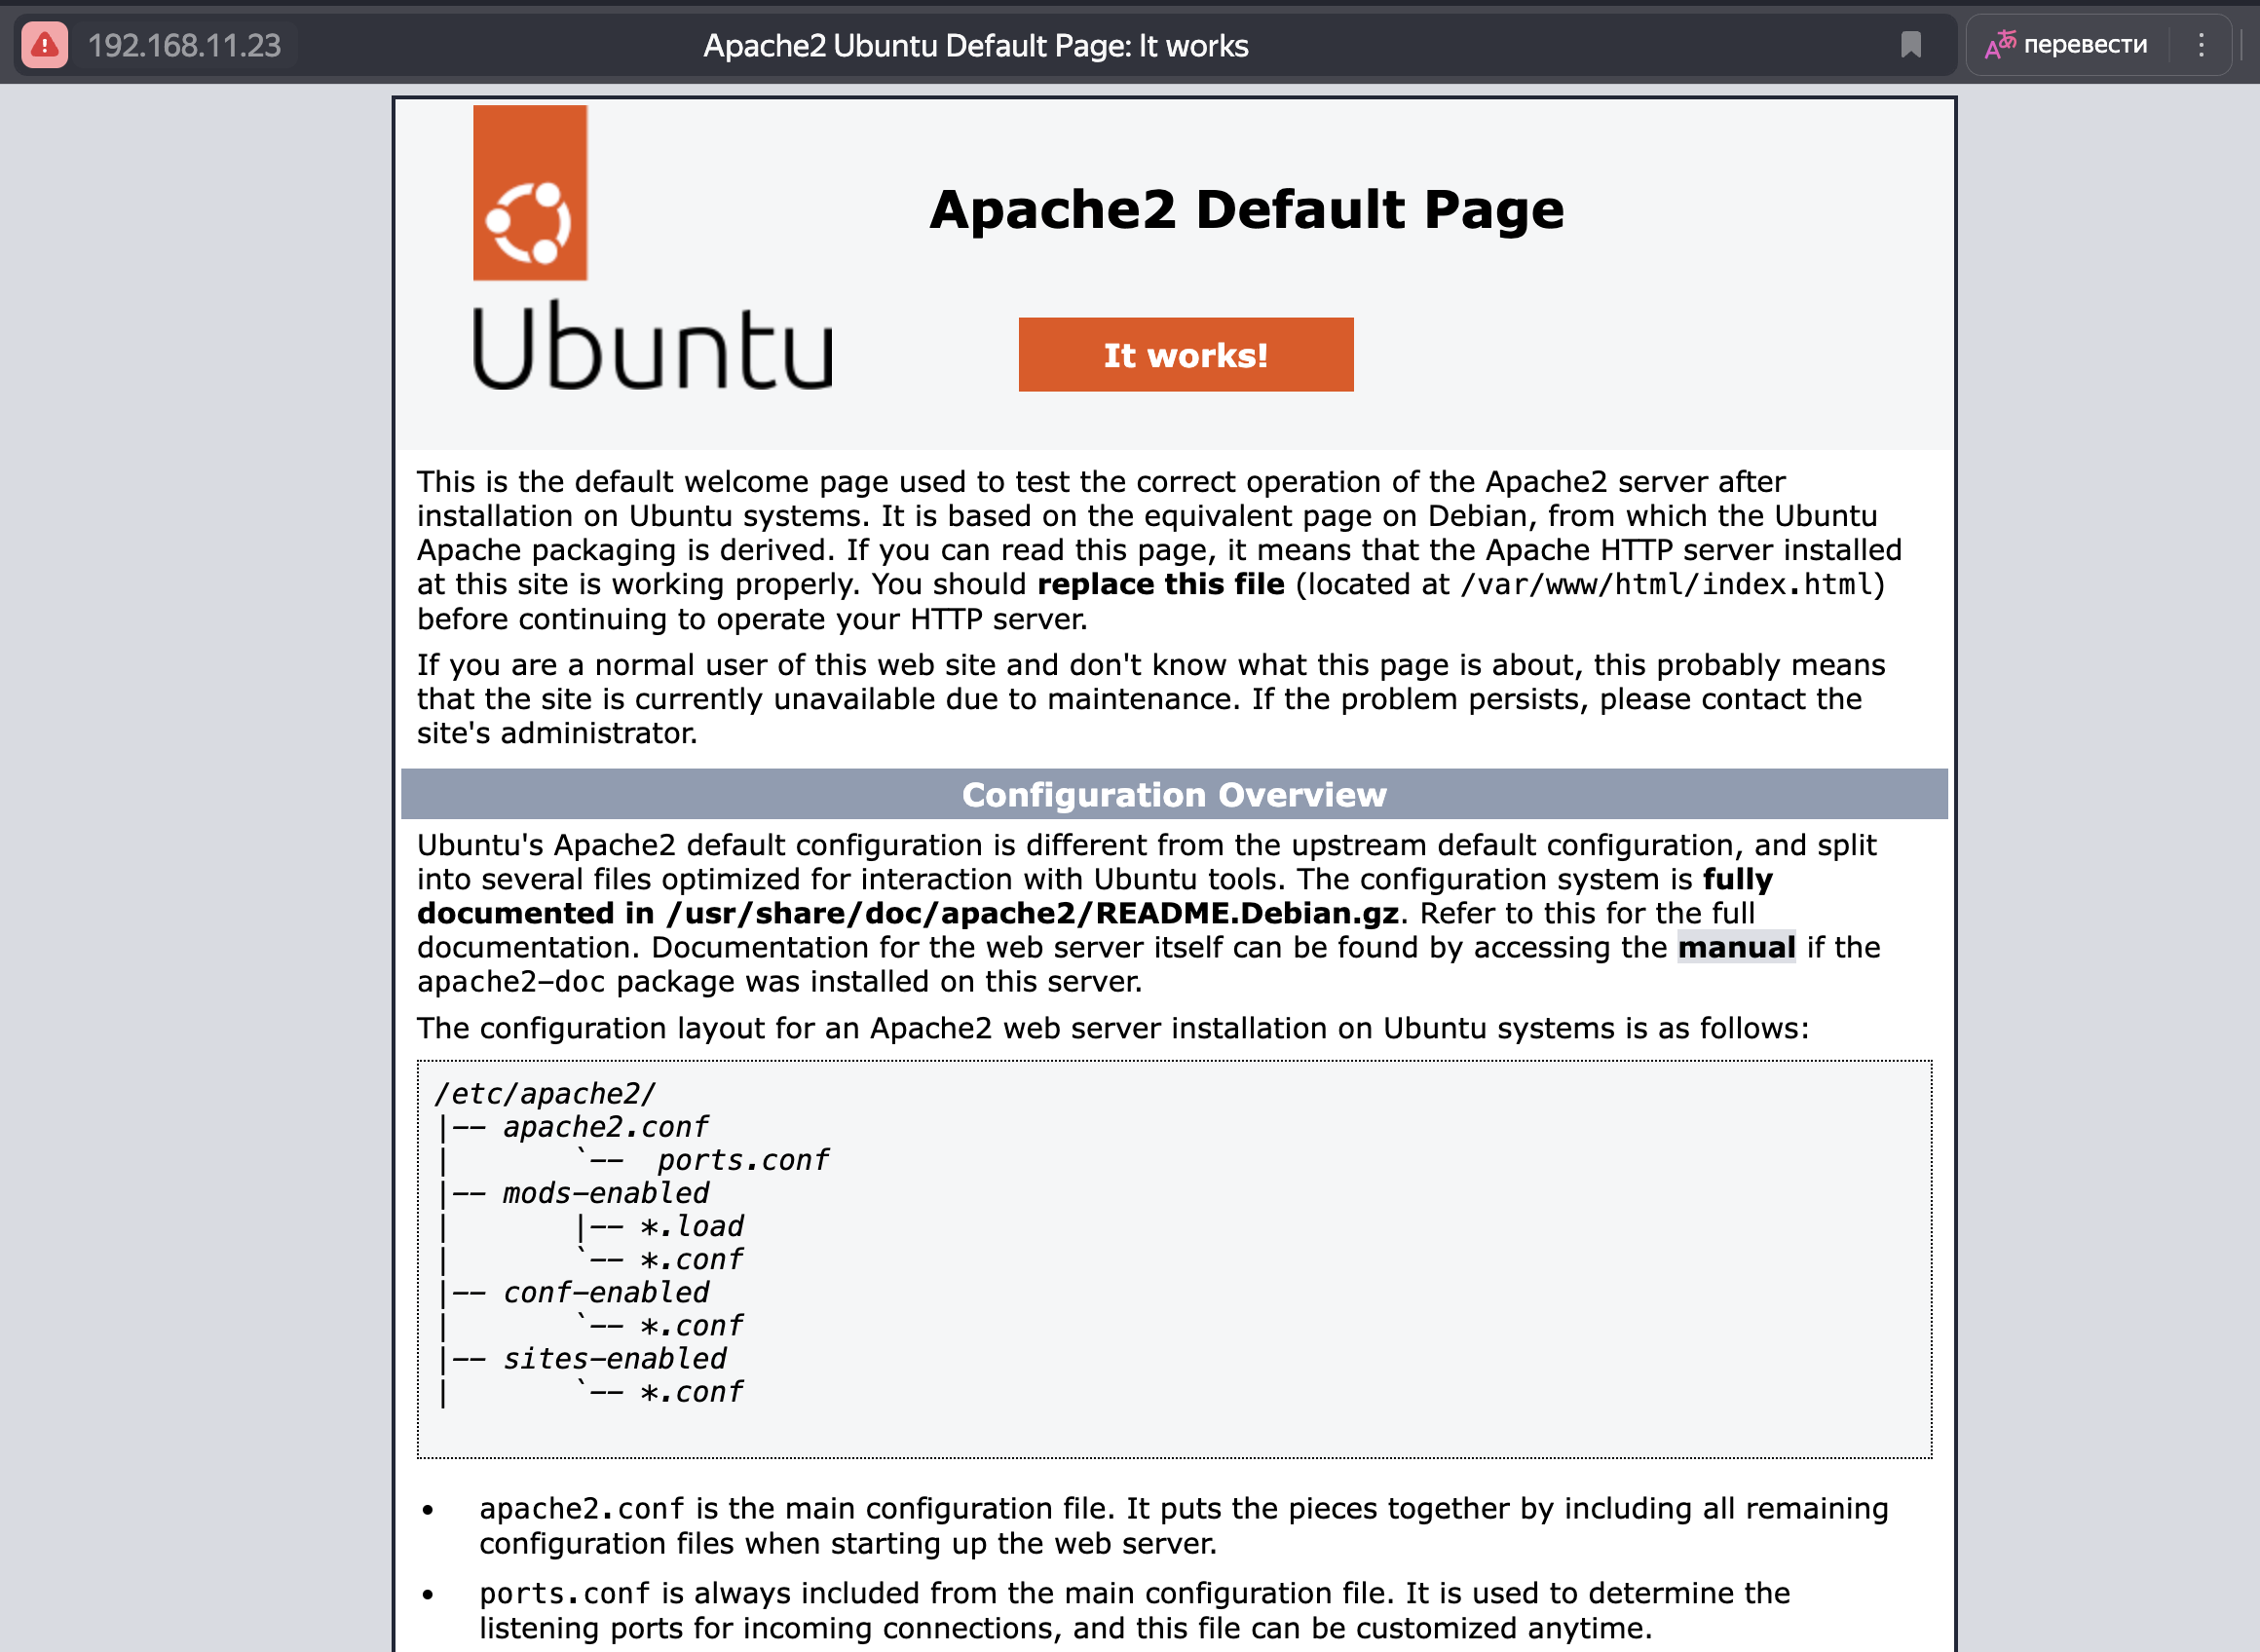 192.168.11.23
Apache2 Ubuntu Default Page: It works
перевести
Apache2 Default Page
Ubuntu
It works!
This is the default welcome page used to test the correct operation of the Apache2 server after
installation on Ubuntu systems. It is based on the equivalent page on Debian, from which the Ubuntu
Apache packaging is derived. If you can read this page, it means that the Apache HTTP server installed
at this site is working properly. You should replace this file (located at /var/www/html/index.html)
before continuing to operate your HTTP server.
If you are a normal user of this web site and don't know what this page is about, this probably means
that the site is currently unavailable due to maintenance. If the problem persists, please contact the
site's administrator.
Configuration Overview
Ubuntu's Apache2 default configuration is different from the upstream default configuration, and split
into several files optimized for interaction with Ubuntu tools. The configuration system is fully
documented in /usr/share/doc/apache2/README.Debian.gz. Refer to this for the full
documentation. Documentation for the web server itself can be found by accessing the manual if the
apache2-doc package was installed on this server.
The configuration layout for an Apache2 web server installation on Ubuntu systems is as follows:
/etc/apache2/
|-- apache2.conf
|       `--  ports.conf
|-- mods-enabled
|       |-- *.load
|       `-- *.conf
|-- conf-enabled
|       `-- *.conf
|-- sites-enabled
|       `-- *.conf
• apache2.conf is the main configuration file. It puts the pieces together by including all remaining
configuration files when starting up the web server.
• ports.conf is always included from the main configuration file. It is used to determine the
listening ports for incoming connections, and this file can be customized anytime.